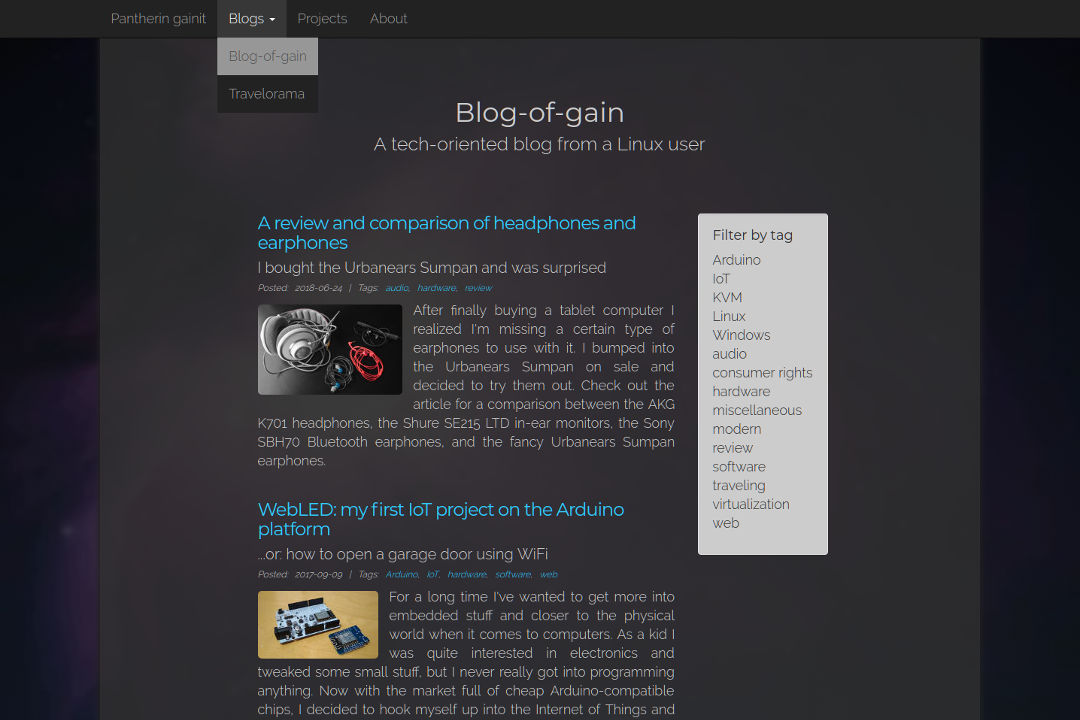 Pantherin gainit Blogs Projects About
Blog-of-gain
Travelorama
Blog-of-gain
A tech-oriented blog from a Linux user
A review and comparison of headphones and
earphones
I bought the Urbanears Sumpan and was surprised
Posted: 2018-06-24 | Tags: audio, hardware, review
After finally buying a tablet computer I
realized I'm missing a certain type of
earphones to use with it. I bumped into
the Urbanears Sumpan on sale and
decided to try them out. Check out the
article for a comparison between the AKG
K701 headphones, the Shure SE215 LTD in-ear monitors, the Sony
SBH70 Bluetooth earphones, and the fancy Urbanears Sumpan
earphones.
WebLED: my first IoT project on the Arduino
platform
...or: how to open a garage door using WiFi
Posted: 2017-09-09 | Tags: Arduino, IoT, hardware, software, web
For a long time I've wanted to get more into
embedded stuff and closer to the physical
world when it comes to computers. As a kid I
was quite interested in electronics and
tweaked some small stuff, but I never really got into programming
anything. Now with the market full of cheap Arduino-compatible
chips, I decided to hook myself up into the Internet of Things and
Filter by tag
Arduino
IoT
KVM
Linux
Windows
audio
consumer rights
hardware
miscellaneous
modern
review
software
traveling
virtualization
web